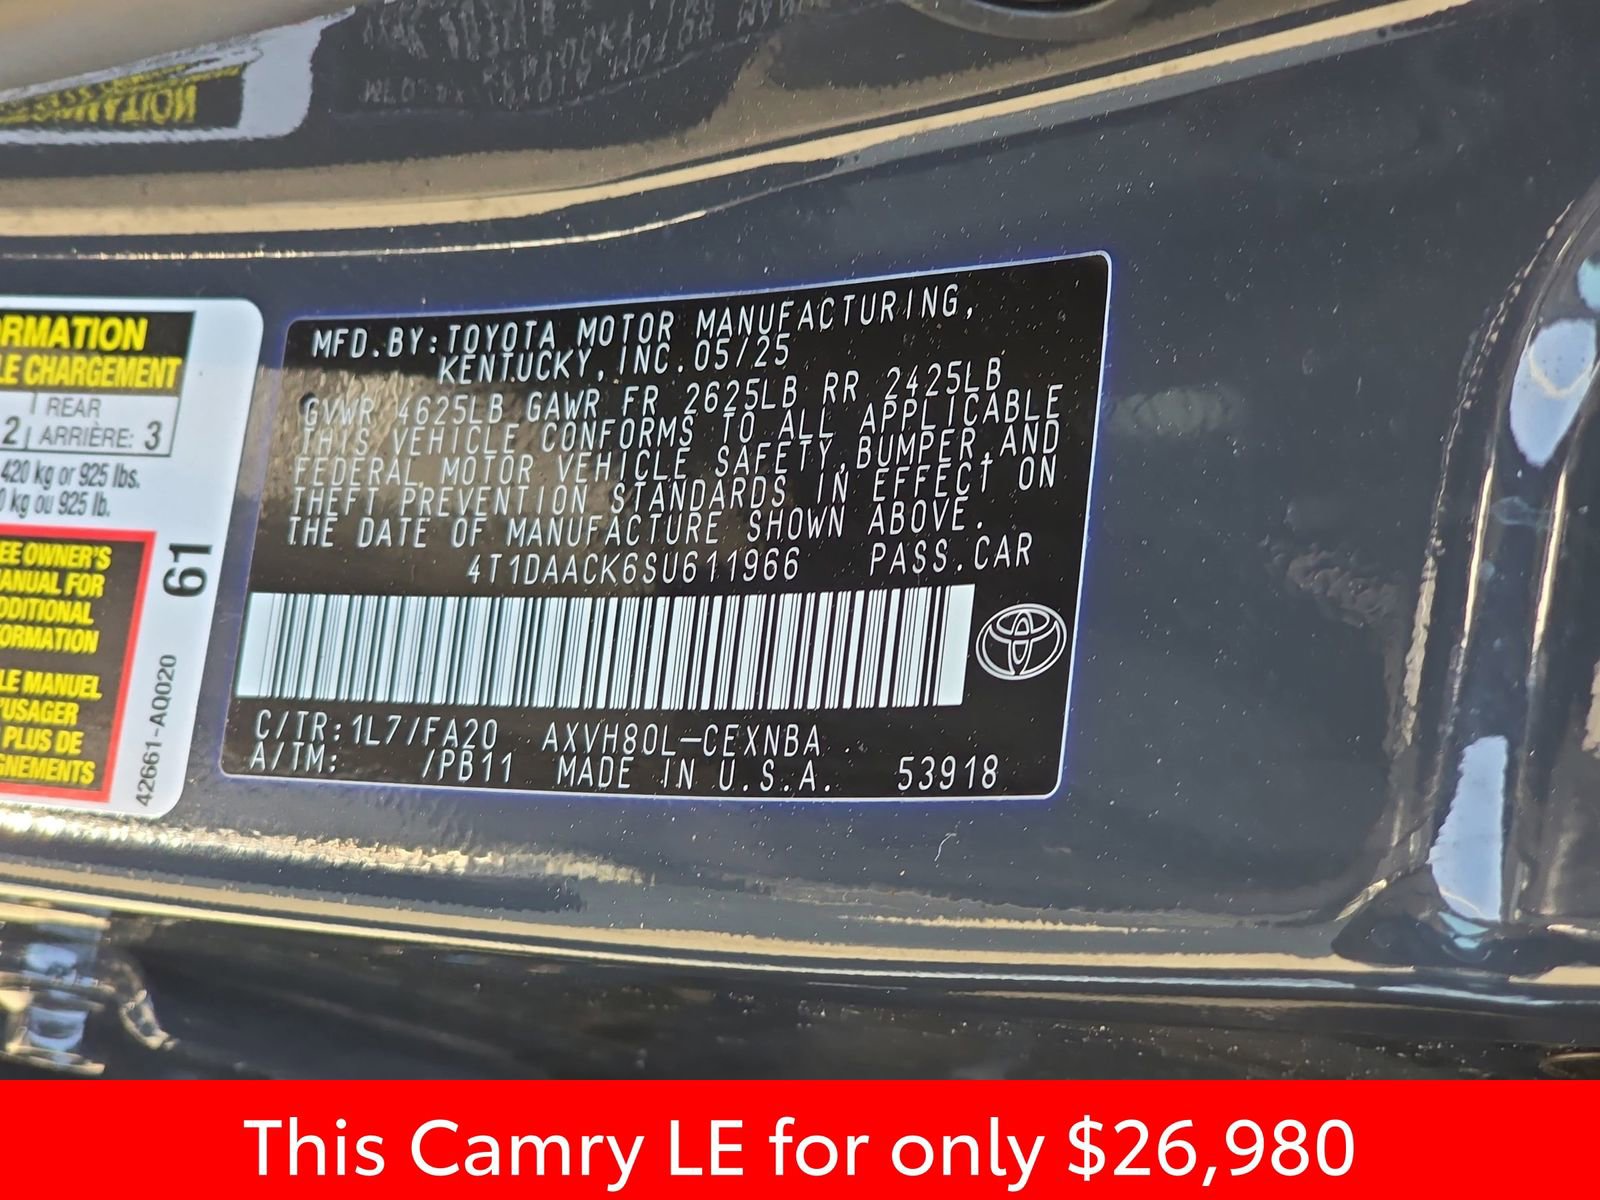 ORMATION
LE CHARGEMENT
REAR
2 ARRIÈRE: 3
420 kg or 925 lbs.
0 kg ou 925 lb.
EE OWNER'S
ANUAL FOR
DDITIONAL
FORMATION
LE MANUEL
'USAGER
PLUS DE
GNEMENTS
61
42661-A0020
MFD.BY:TOYOTA MOTOR MANUFACTURING,
KENTUCKY, INC.05/25
GVWR 4625LB GAWR FR 2625LB RR 2425LB
THIS VEHICLE CONFORMS TO ALL APPLICABLE
FEDERAL MOTOR VEHICLE SAFETY,BUMPER,AND
THEFT PREVENTION STANDARDS IN EFFECT ON
THE DATE OF MANUFACTURE SHOWN ABOVE.
4T1DAACK6SU611966 PASS.CAR
C/TR:1L7/FA20 AXVH80L-CEXNBA
A/TM: /PB11 MADE IN U.S.A. 53918
This Camry LE for only $26,980